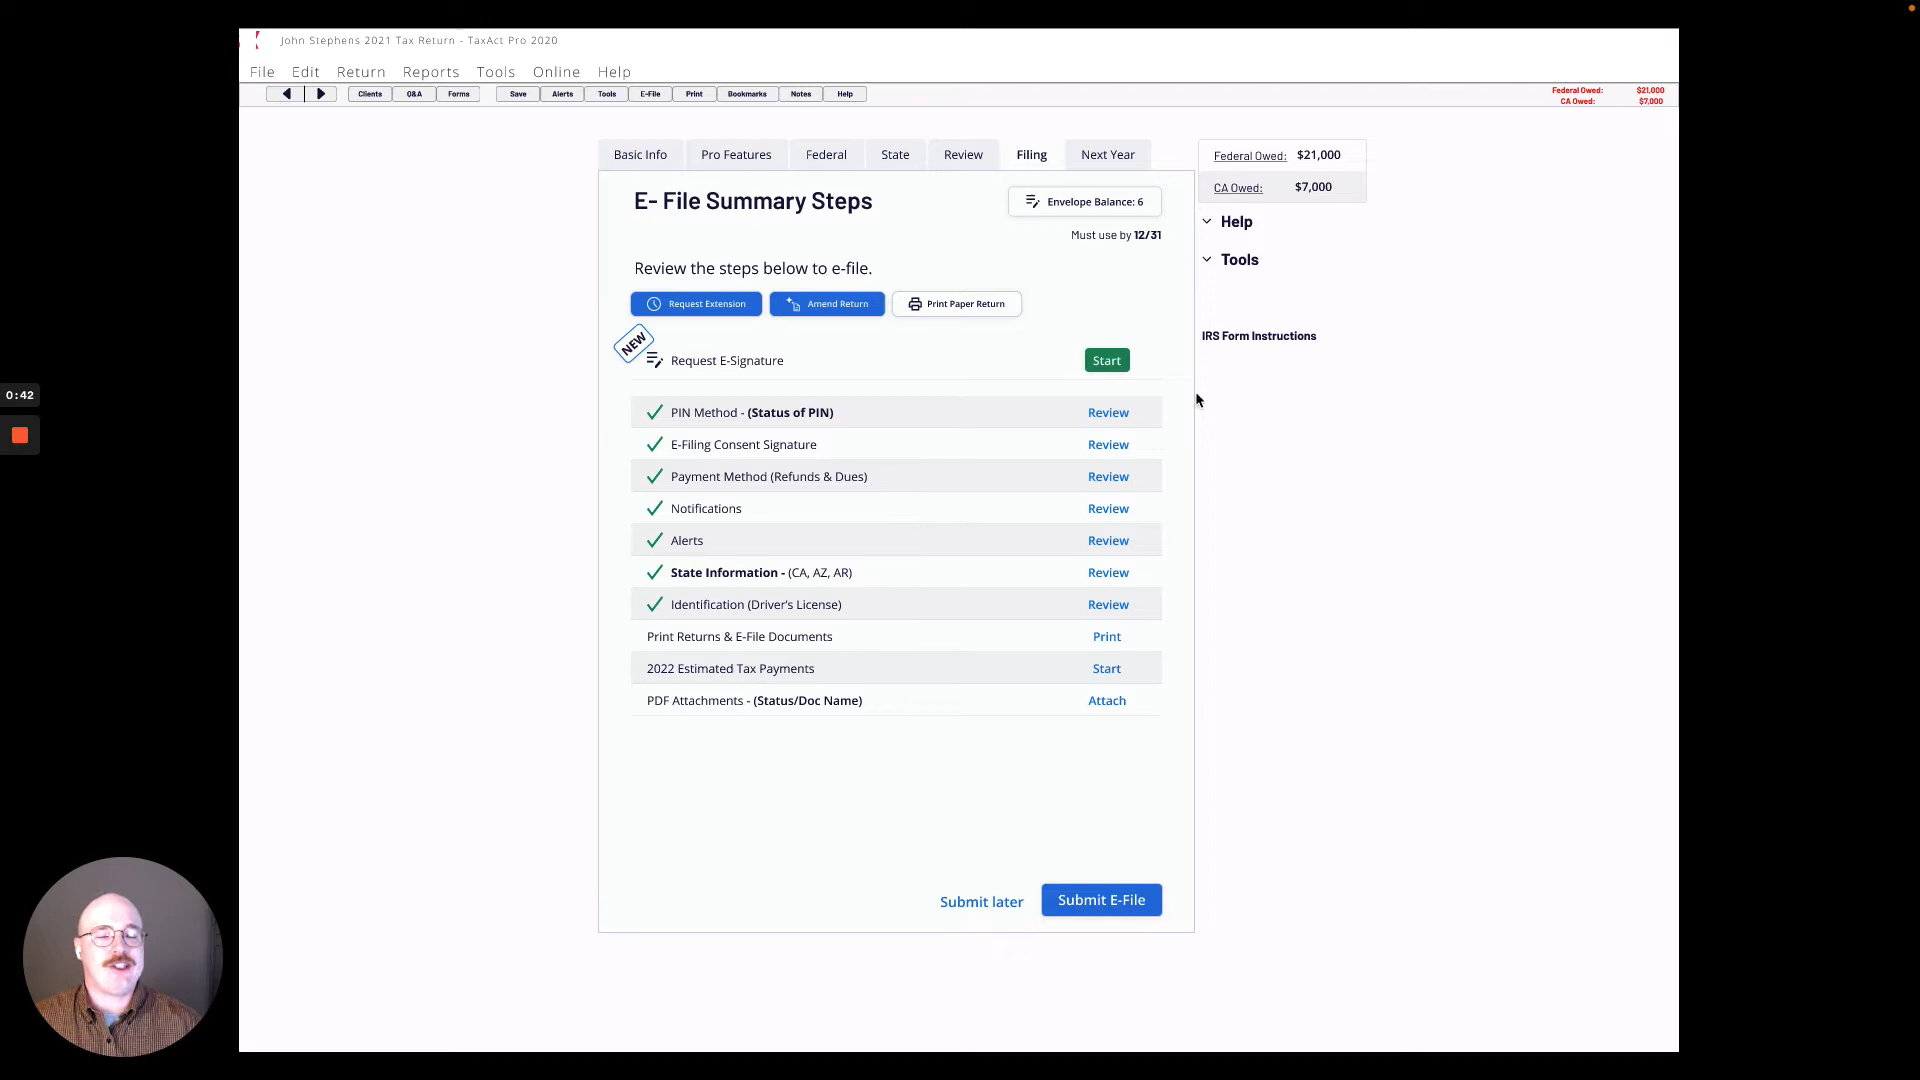 John Stephens 2021 Tax Return - TaxAct Pro 2020
File Edit Return Reports Tools Online Help
Clients Q&A Forms Save Alerts Tools E-File Print Bookmarks Notes Help
Federal Owed: $21,000
CA Owed: $7,000
Basic Info Pro Features Federal State Review Filing Next Year
Federal Owed: $21,000
CA Owed: $7,000
E- File Summary Steps
Envelope Balance: 6
Must use by 12/31
Help
Tools
IRS Form Instructions
Review the steps below to e-file.
Request Extension Amend Return Print Paper Return
NEW
Request E-Signature Start
PIN Method - (Status of PIN) Review
E-Filing Consent Signature Review
Payment Method (Refunds & Dues) Review
Notifications Review
Alerts Review
State Information - (CA, AZ, AR) Review
Identification (Driver's License) Review
Print Returns & E-File Documents Print
2022 Estimated Tax Payments Start
PDF Attachments - (Status/Doc Name) Attach
Submit later Submit E-File
0:42